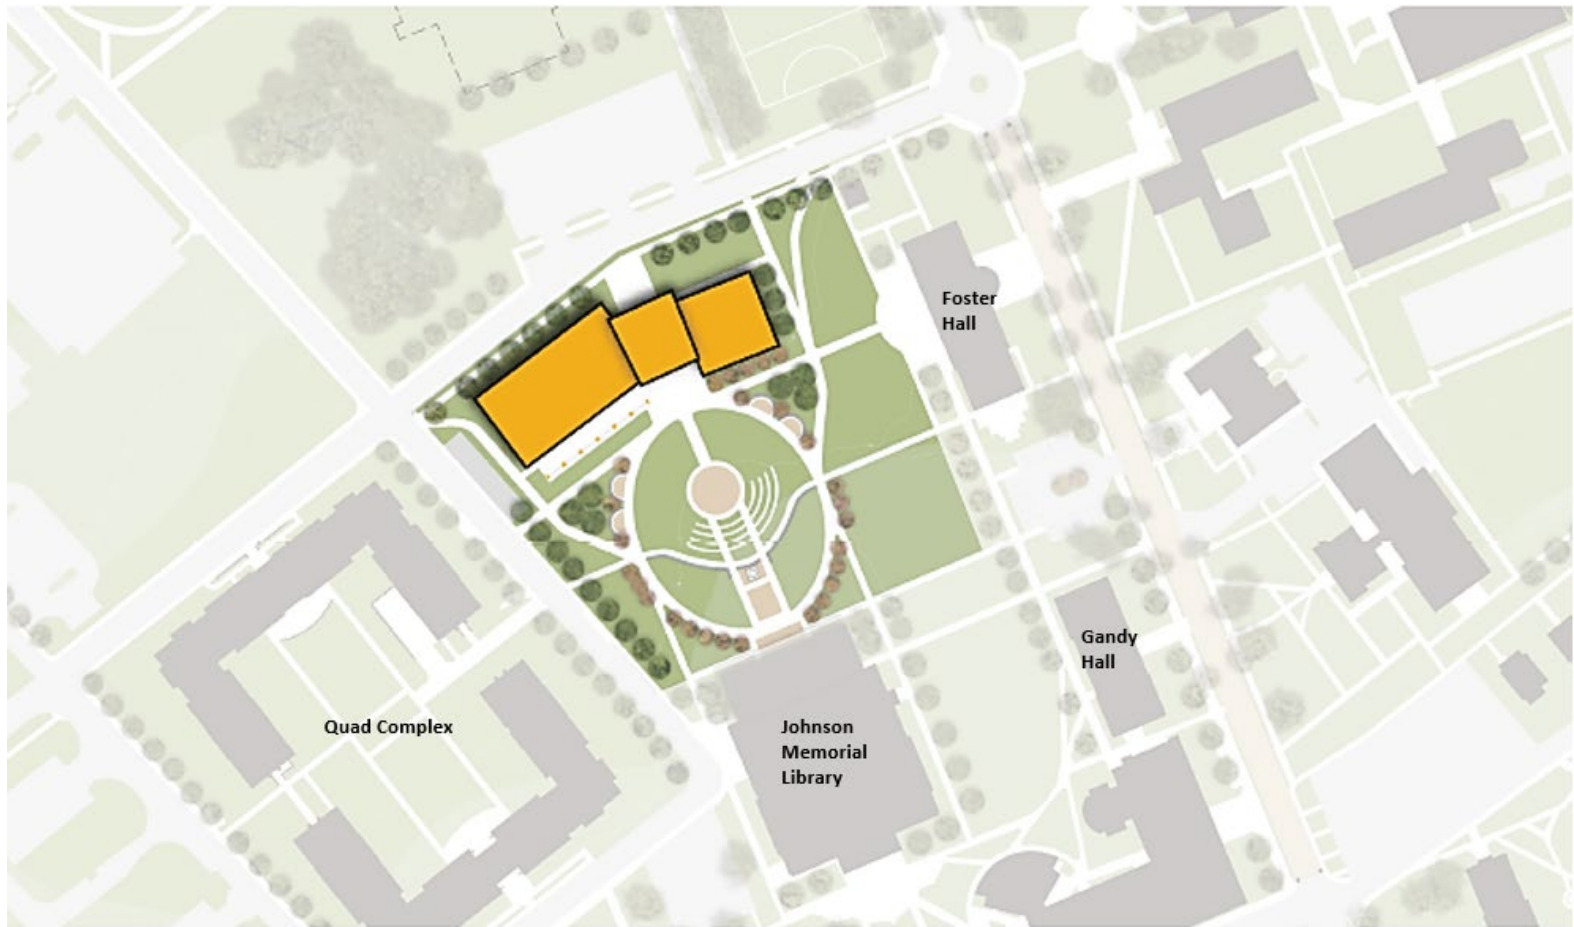 Foster
Hall
Gandy
Hall
Quad Complex
Johnson
Memorial
Library